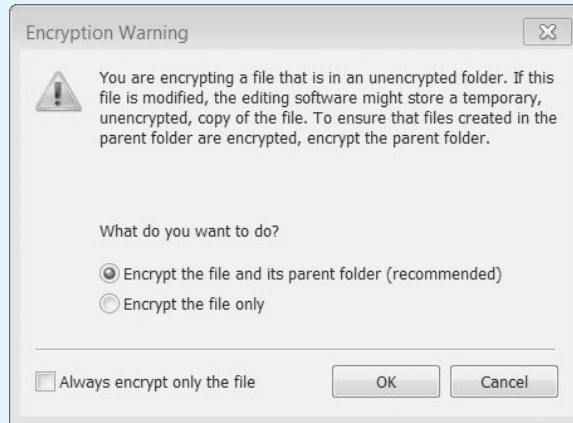 Encryption Warning
You are encrypting a file that is in an unencrypted folder. If this
file is modified, the editing software might store a temporary,
unencrypted, copy of the file. To ensure that files created in the
parent folder are encrypted, encrypt the parent folder.
What do you want to do?
Encrypt the file and its parent folder (recommended)
Encrypt the file only
Always encrypt only the file
OK
Cancel